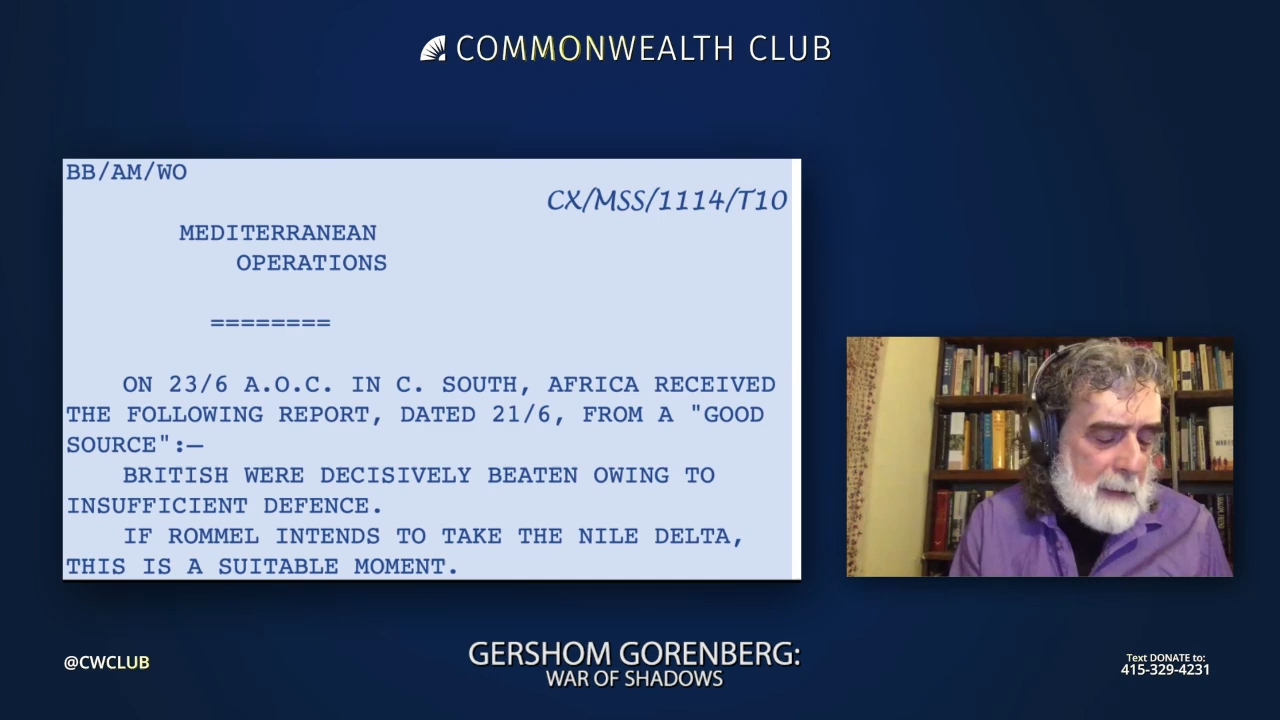 COMMONWEALTH CLUB
BB/AM/WO
CX/MSS/1114/T10
MEDITERRANEAN
OPERATIONS
========
ON 23/6 A.O.C. IN C. SOUTH, AFRICA RECEIVED
THE FOLLOWING REPORT, DATED 21/6, FROM A "GOOD
SOURCE":—
BRITISH WERE DECISIVELY BEATEN OWING TO
INSUFFICIENT DEFENCE.
IF ROMMEL INTENDS TO TAKE THE NILE DELTA,
THIS IS A SUITABLE MOMENT.
@CWCLUB
GERSHOM GORENBERG:
WAR OF SHADOWS
Text DONATE to:
415-329-4231